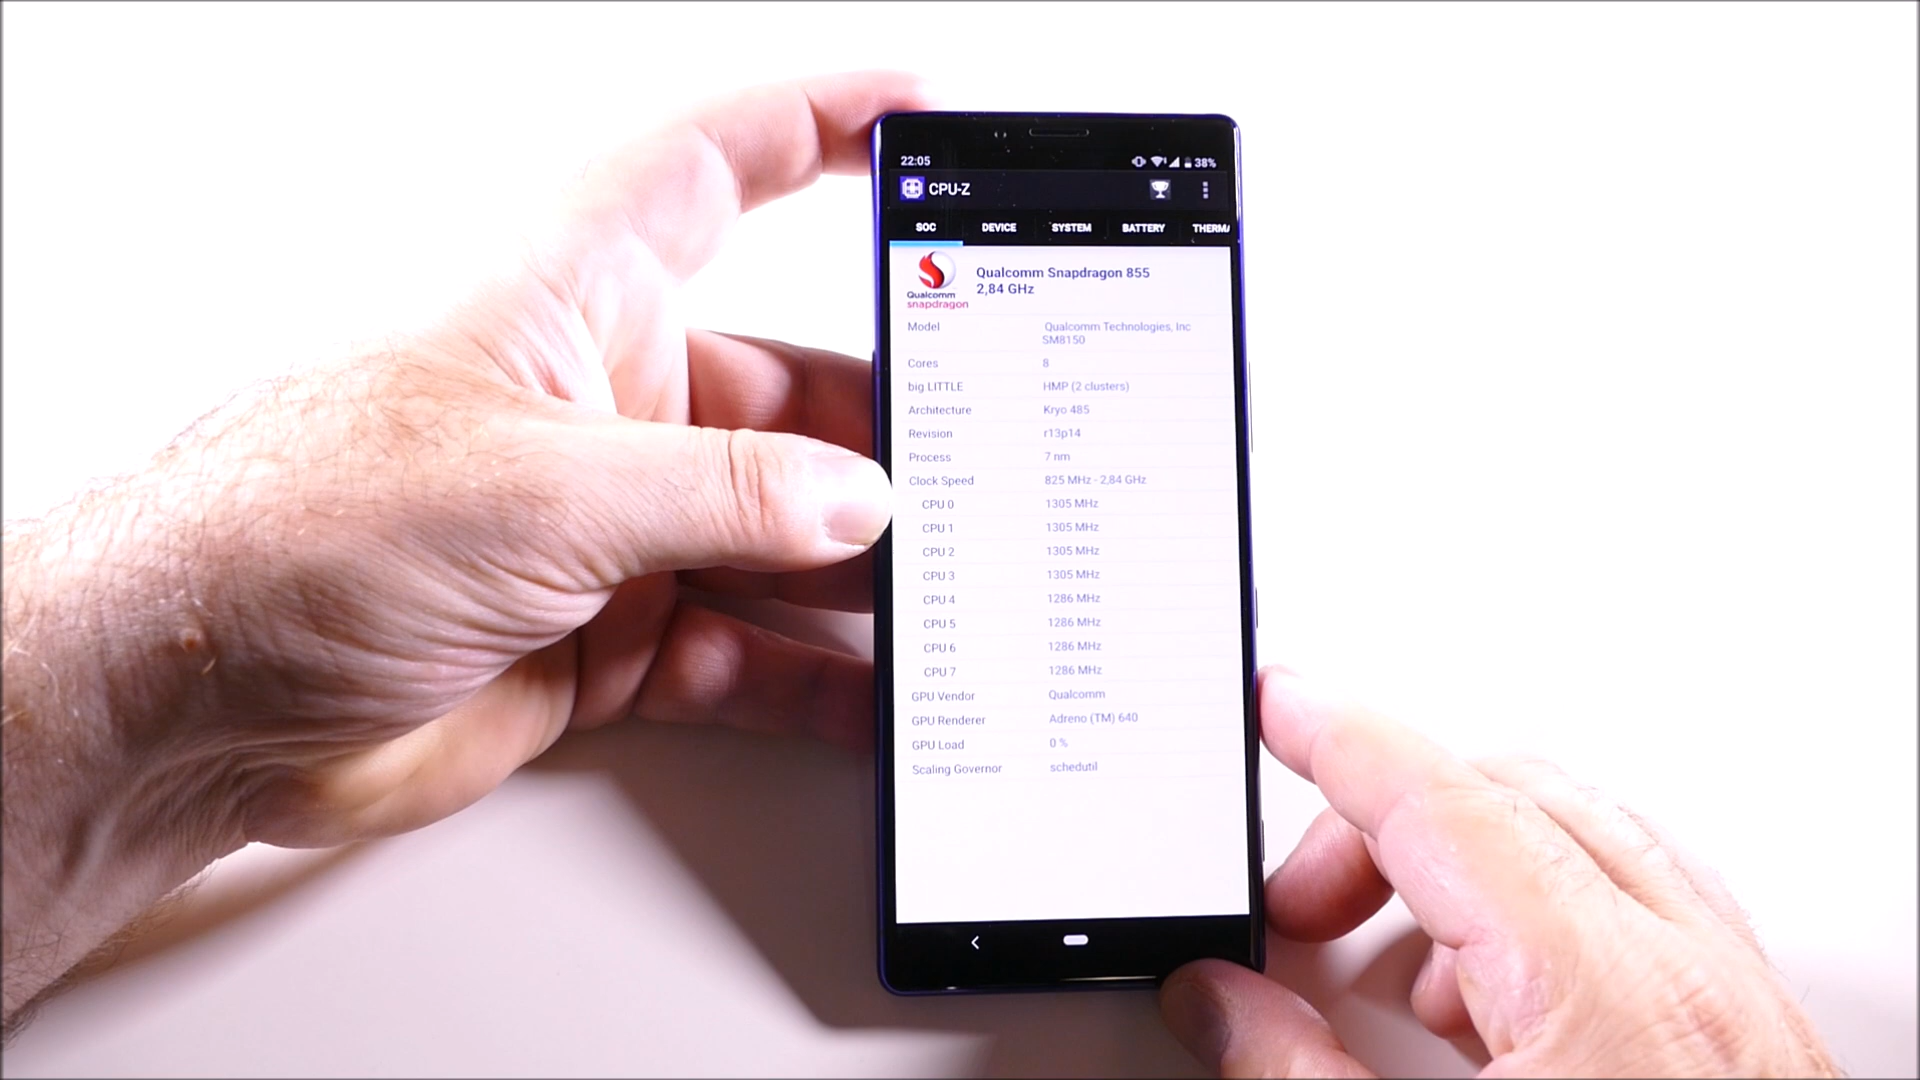 22:05 38%
CPU-Z
SOC DEVICE SYSTEM BATTERY THERMA
Qualcomm Snapdragon 855
2,84 GHz
Qualcomm
snapdragon
Model Qualcomm Technologies, Inc
SM8150
Cores 8
big LITTLE HMP (2 clusters)
Architecture Kryo 485
Revision r13p14
Process 7 nm
Clock Speed 825 MHz - 2,84 GHz
CPU 0 1305 MHz
CPU 1 1305 MHz
CPU 2 1305 MHz
CPU 3 1305 MHz
CPU 4 1286 MHz
CPU 5 1286 MHz
CPU 6 1286 MHz
CPU 7 1286 MHz
GPU Vendor Qualcomm
GPU Renderer Adreno (TM) 640
GPU Load 0 %
Scaling Governor schedutil